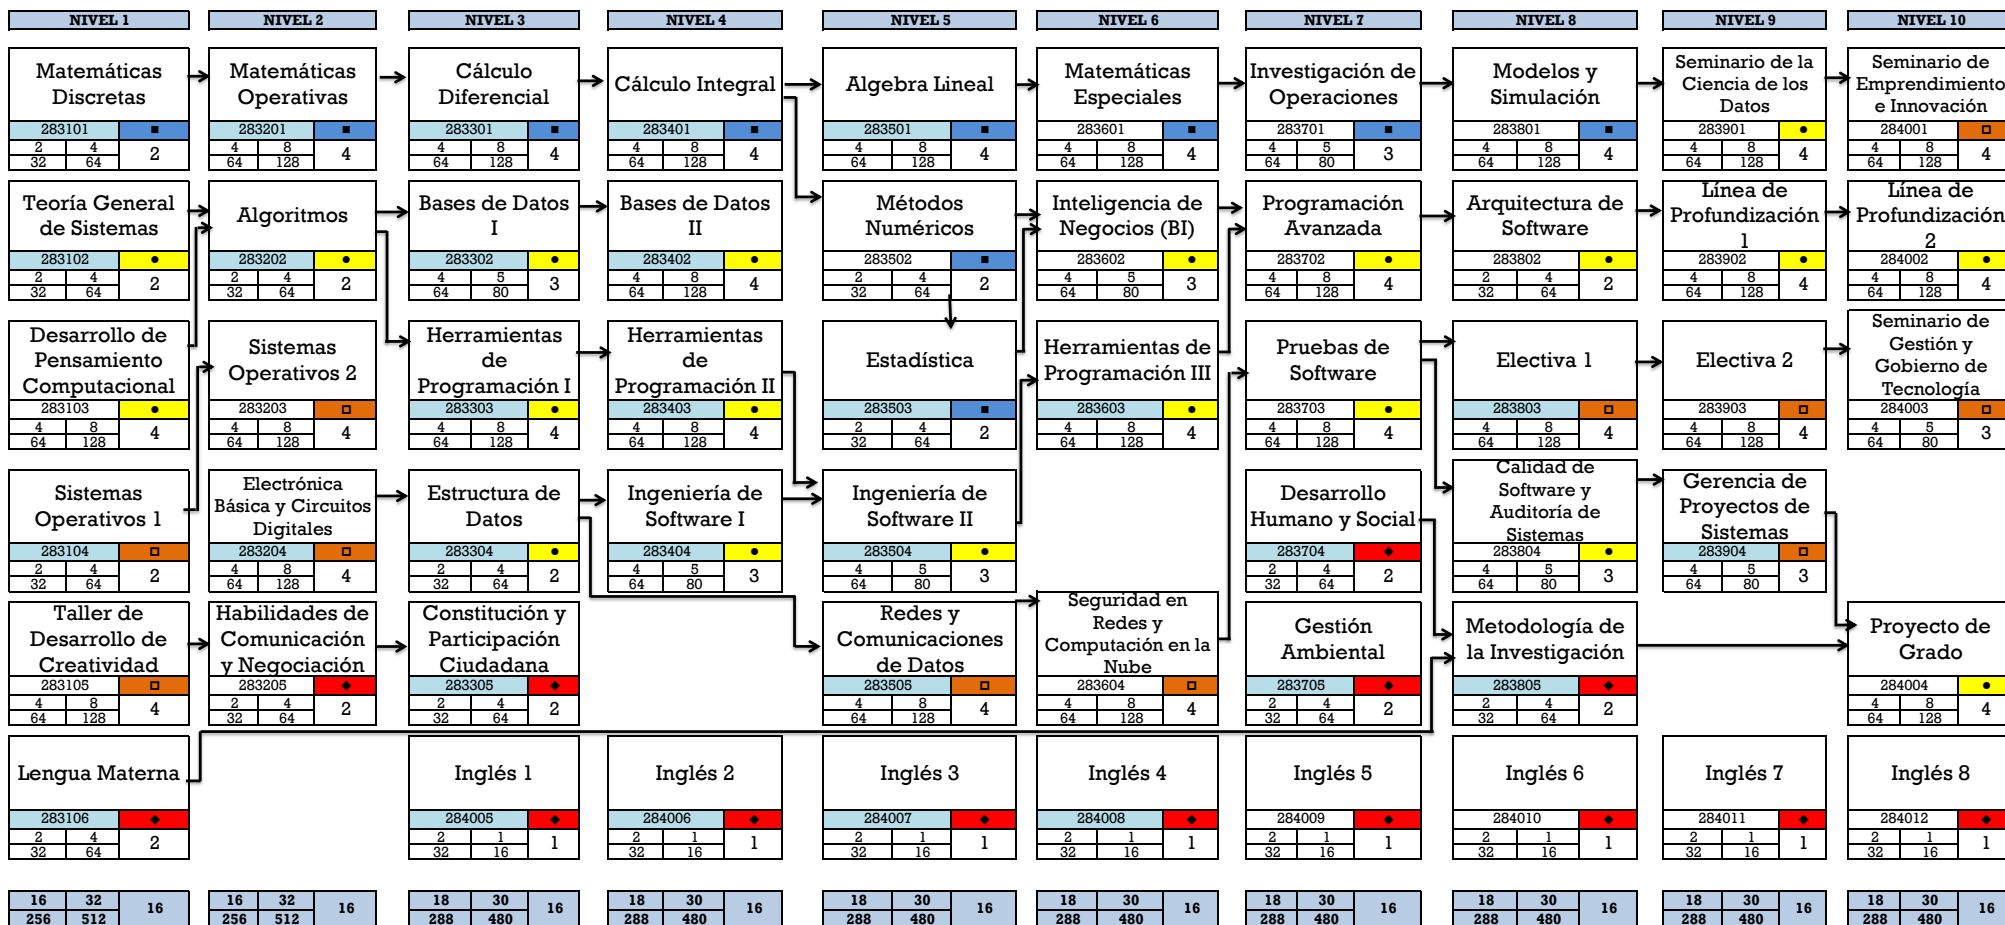 NIVEL 1
NIVEL 2
NIVEL 3
NIVEL 4
NIVEL 5
NIVEL 6
NIVEL 7
NIVEL 8
NIVEL 9
NIVEL 10
Matemáticas
Discretas
283101
2 4
32 64
2
Matemáticas
Operativas
283201
4 8
64 128
4
Cálculo
Diferencial
283301
4 8
64 128
4
Cálculo Integral
283401
4 8
64 128
4
Algebra Lineal
283501
4 8
64 128
4
Matemáticas
Especiales
283601
4 8
64 128
4
Investigación de
Operaciones
283701
4 5
64 80
3
Modelos y
Simulación
283801
4 8
64 128
4
Seminario de la
Ciencia de los
Datos
283901
4 8
64 128
4
Seminario de
Emprendimiento
e Innovación
284001
4 8
64 128
4
Teoría General
de Sistemas
283102
2 4
32 64
2
Algoritmos
283202
2 4
32 64
2
Bases de Datos
I
283302
4 5
64 80
3
Bases de Datos
II
283402
4 8
64 128
4
Métodos
Numéricos
283502
2 4
32 64
2
Inteligencia de
Negocios (BI)
283602
4 5
64 80
3
Programación
Avanzada
283702
4 8
64 128
4
Arquitectura de
Software
283802
2 4
32 64
2
Línea de
Profundización
1
283902
4 8
64 128
4
Línea de
Profundización
2
284002
4 8
64 128
4
Desarrollo de
Pensamiento
Computacional
283103
4 8
64 128
4
Sistemas
Operativos 2
283203
4 8
64 128
4
Herramientas
de
Programación I
283303
4 8
64 128
4
Herramientas
de
Programación II
283403
4 8
64 128
4
Estadística
283503
2 4
32 64
2
Herramientas de
Programación III
283603
4 8
64 128
4
Pruebas de
Software
283703
4 8
64 128
4
Electiva 1
283803
4 8
64 128
4
Electiva 2
283903
4 8
64 128
4
Seminario de
Gestión y
Gobierno de
Tecnología
284003
4 5
64 80
3
Sistemas
Operativos 1
283104
2 4
32 64
2
Electrónica
Básica y Circuitos
Digitales
283204
4 8
64 128
4
Estructura de
Datos
283304
2 4
32 64
2
Ingeniería de
Software I
283404
4 5
64 80
3
Ingeniería de
Software II
283504
4 5
64 80
3
Desarrollo
Humano y Social
283704
2 4
32 64
2
Calidad de
Software y
Auditoría de
Sistemas
283804
4 5
64 80
3
Gerencia de
Proyectos de
Sistemas
283904
4 5
64 80
3
Taller de
Desarrollo de
Creatividad
283105
4 8
64 128
4
Habilidades de
Comunicación
y Negociación
283205
2 4
32 64
2
Constitución y
Participación
Ciudadana
283305
2 4
32 64
2
Redes y
Comunicaciones
de Datos
283505
4 8
64 128
4
Seguridad en
Redes y
Computación en la
Nube
283604
4 8
64 128
4
Gestión
Ambiental
283705
2 4
32 64
2
Metodología de
la Investigación
283805
2 4
32 64
2
Proyecto de
Grado
284004
4 8
64 128
4
Lengua Materna
283106
2 4
32 64
2
Inglés 1
284005
2 1
32 16
1
Inglés 2
284006
2 1
32 16
1
Inglés 3
284007
2 1
32 16
1
Inglés 4
284008
2 1
32 16
1
Inglés 5
284009
2 1
32 16
1
Inglés 6
284010
2 1
32 16
1
Inglés 7
284011
2 1
32 16
1
Inglés 8
284012
2 1
32 16
1
16 32
256 512
16
16 32
256 512
16
18 30
288 480
16
18 30
288 480
16
18 30
288 480
16
18 30
288 480
16
18 30
288 480
16
18 30
288 480
16
18 30
288 480
16
18 30
288 480
16